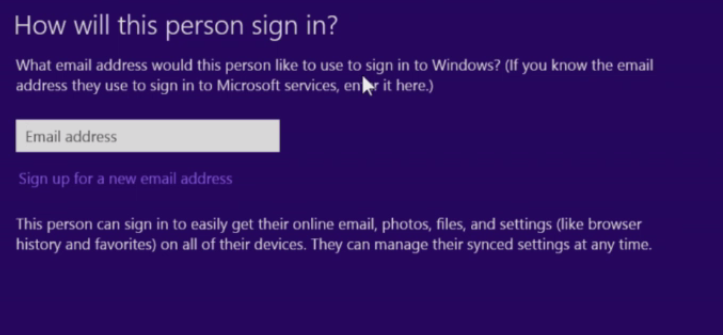 How will this person sign in?
What email address would this person like to use to sign in to Windows? (If you know the email
address they use to sign in to Microsoft services, enter it here.)
Email address
Sign up for a new email address
This person can sign in to easily get their online email, photos, files, and settings (like browser
history and favorites) on all of their devices. They can manage their synced settings at any time.